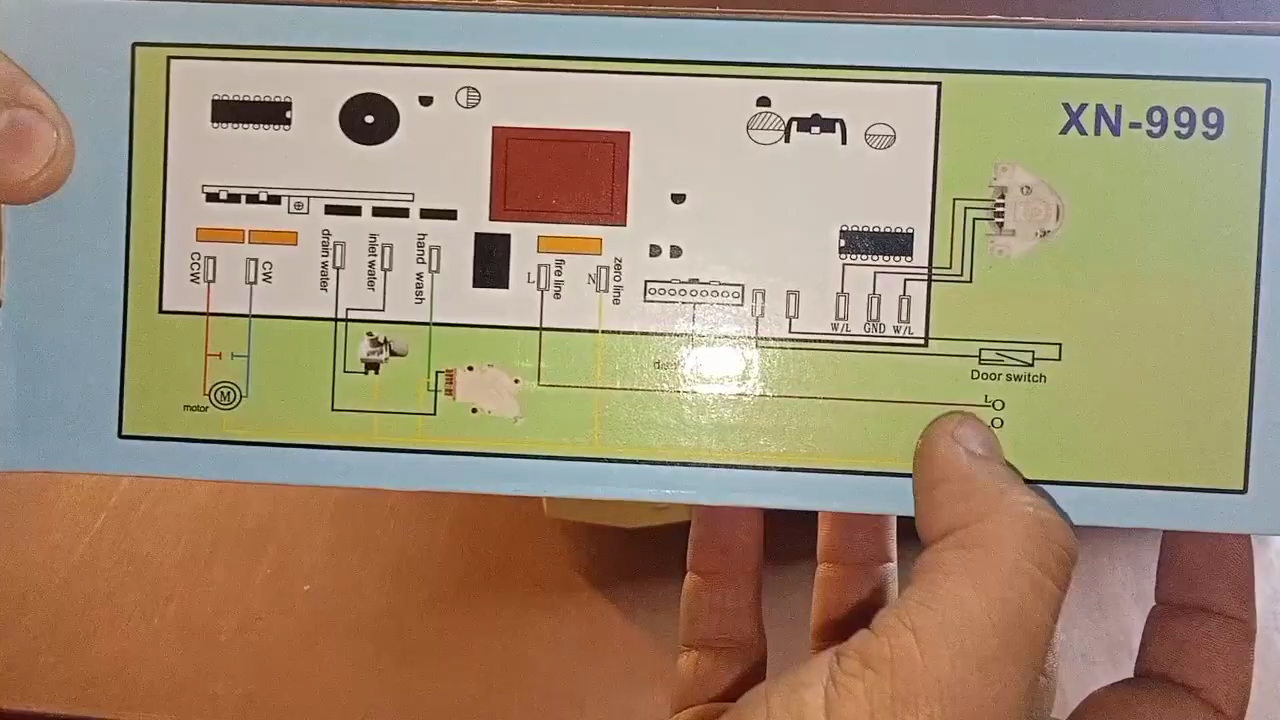 XN-999
CCW
CW
drain water
inlet water
hand wash
L
fire line
N
zero line
W/L
GND
W/L
Door switch
motor
M
L